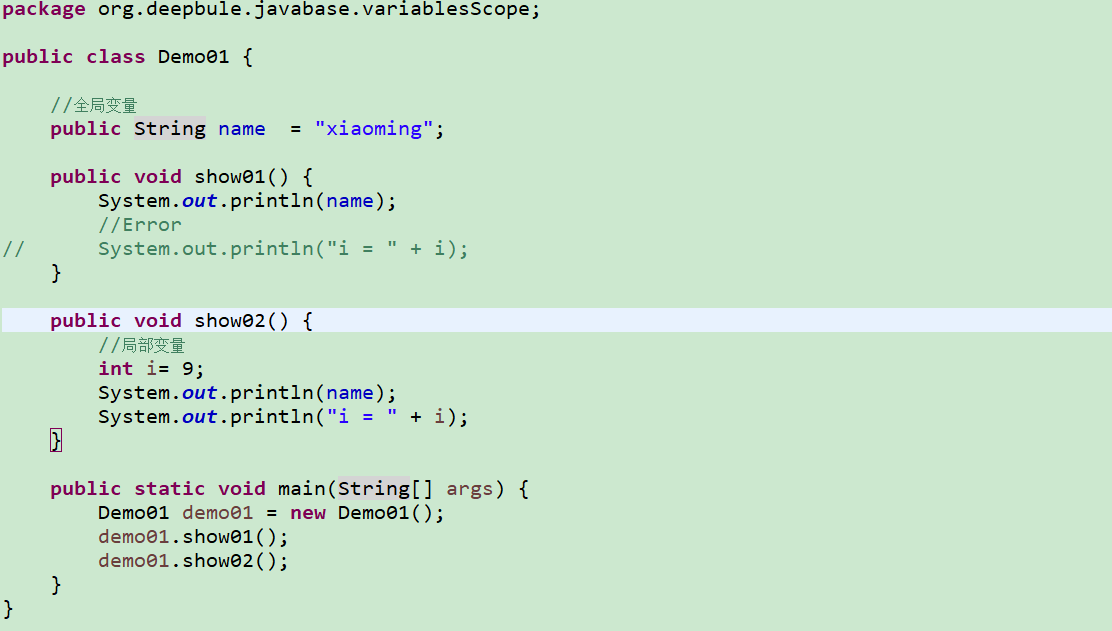 package org.deepbule.javabase.variablesScope;
public class Demo01 {
//全局变量
public String name  = "xiaoming";
public void show01() {
System.out.println(name);
//Error
//      System.out.println("i = " + i);
}
public void show02() {
//局部变量
int i= 9;
System.out.println(name);
System.out.println("i = " + i);
}
public static void main(String[] args) {
Demo01 demo01 = new Demo01();
demo01.show01();
demo01.show02();
}
}